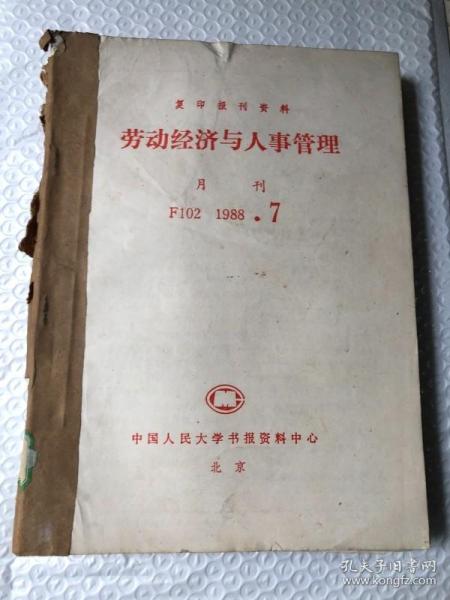 复印报刊资料
劳动经济与人事管理
月 刊
F102 1988 .7
中国人民大学书报资料中心
北京
孔夫子旧书网
www.kongfz.com